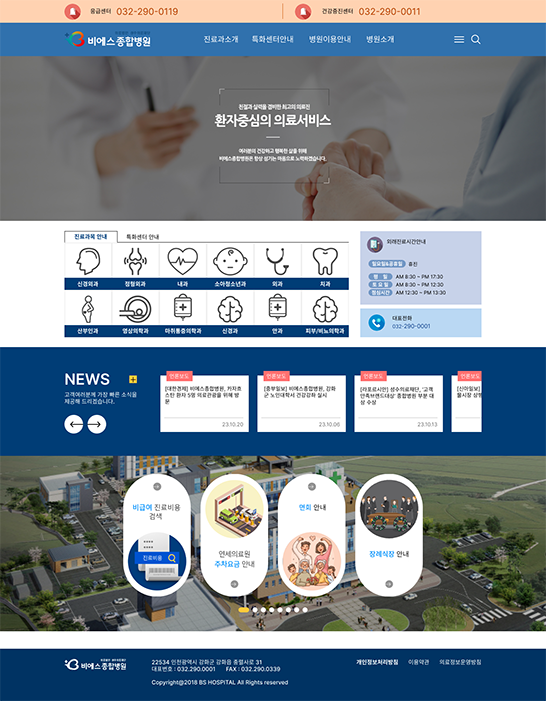 응급센터 032-290-0119
건강증진센터 032-290-0011
비에스 종합병원
진료과소개 특화센터안내 병원이용안내 병원소개
친절과 실력을 겸비한 최고의 의료진
환자중심의 의료서비스
여러분의 건강하고 행복한 삶을 위해
비에스종합병원은 항상 섬기는 마음으로 노력하겠습니다.
진료과목 안내 특화센터 안내
신경외과 정형외과 내과 소아청소년과 외과 치과
산부인과 영상의학과 마취통증의학과 신경과 안과 피부/비뇨의학과
외래진료시간안내
일요일&공휴일 휴진
평 일 AM 8:30 ~ PM 17:30
토 요 일 AM 8:30 ~ PM 12:30
점심시간 AM 12:30 ~ PM 13:30
대표전화
032-290-0001
NEWS
고객여러분께 가장 빠른 소식을
제공해 드리겠습니다.
언론보도
[대한경제] 비에스종합병원, 카자흐
스탄 환자 5명 의료관광을 위해 방
문
23.10.20
언론보도
[중부일보] 비에스종합병원, 강화
군 노인대학서 건강강좌 실시
23.10.06
언론보도
[라포르시안] 성수의료재단, '고객
만족브랜드대상' 종합병원 부문 대
상 수상
23.10.13
언론보도
비급여 진료비용
검색
진료비용
연세의료원
주차요금 안내
면회 안내
장례식장 안내
비에스 종합병원
22534 인천광역시 강화군 강화읍 충렬사로 31
대표번호 : 032.290.0001 FAX : 032.290.0339
Copyright@2018 BS HOSPITAL All Rights reserved
개인정보처리방침 이용약관 의료정보운영방침